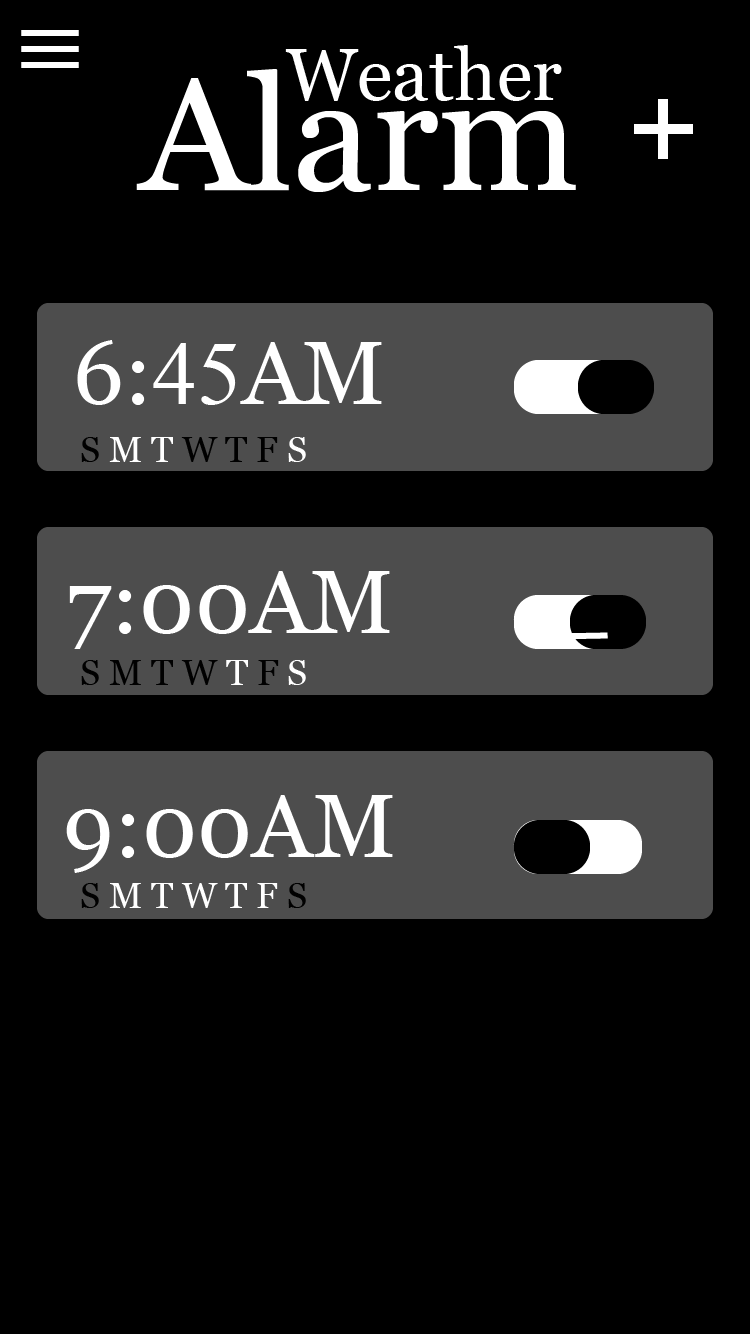 Weather
Alarm
6:45AM
S M T W T F S
7:00AM
S M T W T F S
9:00AM
S M T W T F S